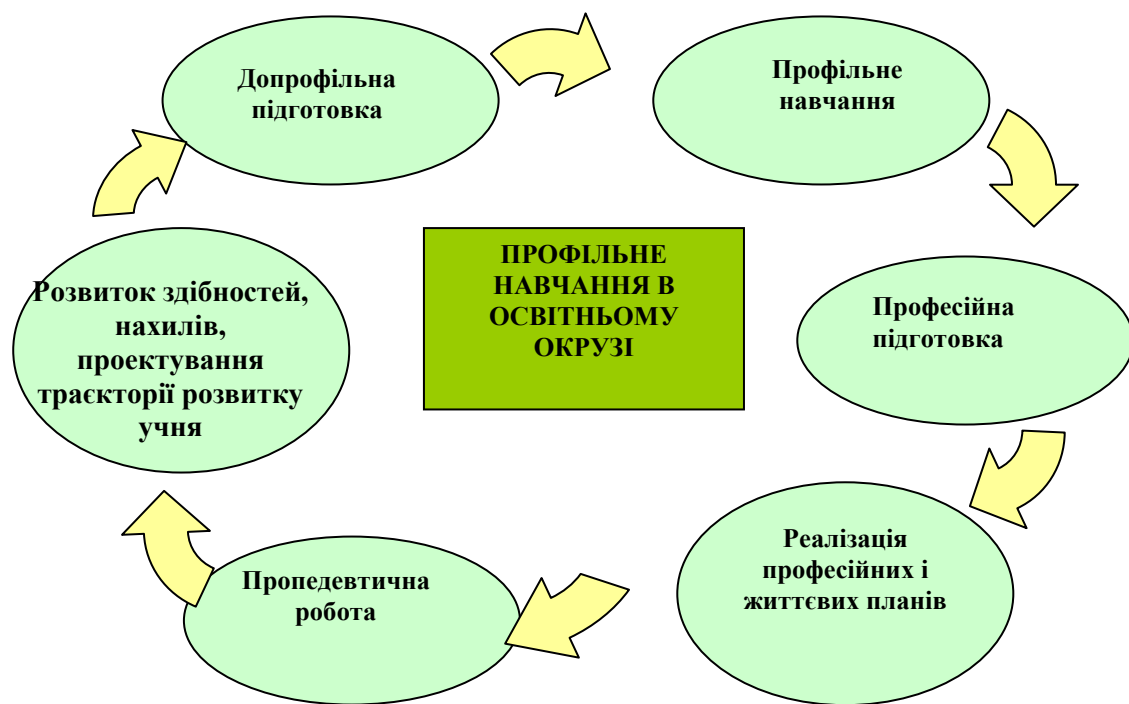 Допрофільна
підготовка
Профільне
навчання
ПРОФІЛЬНЕ
НАВЧАННЯ В
ОСВІТНЬОМУ
ОКРУЗІ
Розвиток здібностей,
нахилів,
проектування
траєкторії розвитку
учня
Професійна
підготовка
Реалізація
професійних і
життєвих планів
Пропедевтична
робота